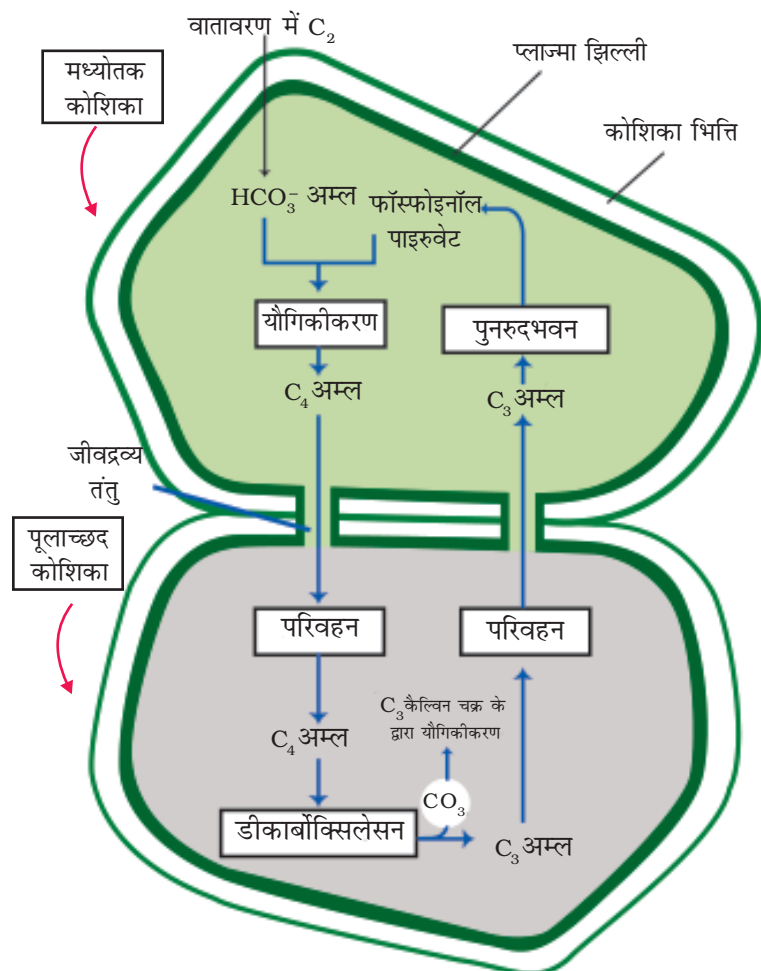 वातावरण में C₂
मध्योतक
कोशिका
प्लाज्मा झिल्ली
कोशिका भित्ति
HCO₃⁻ अम्ल
फॉस्फोइनॉल
पाइरुवेट
यौगिकीकरण
पुनरुदभवन
C₄ अम्ल
C₃ अम्ल
जीवद्रव्य
तंतु
पूलाच्छद
कोशिका
परिवहन
परिवहन
C₃ कैल्विन चक्र के
द्वारा यौगिकीकरण
C₄ अम्ल
CO₃
डीकार्बोक्सिलेसन
C₃ अम्ल